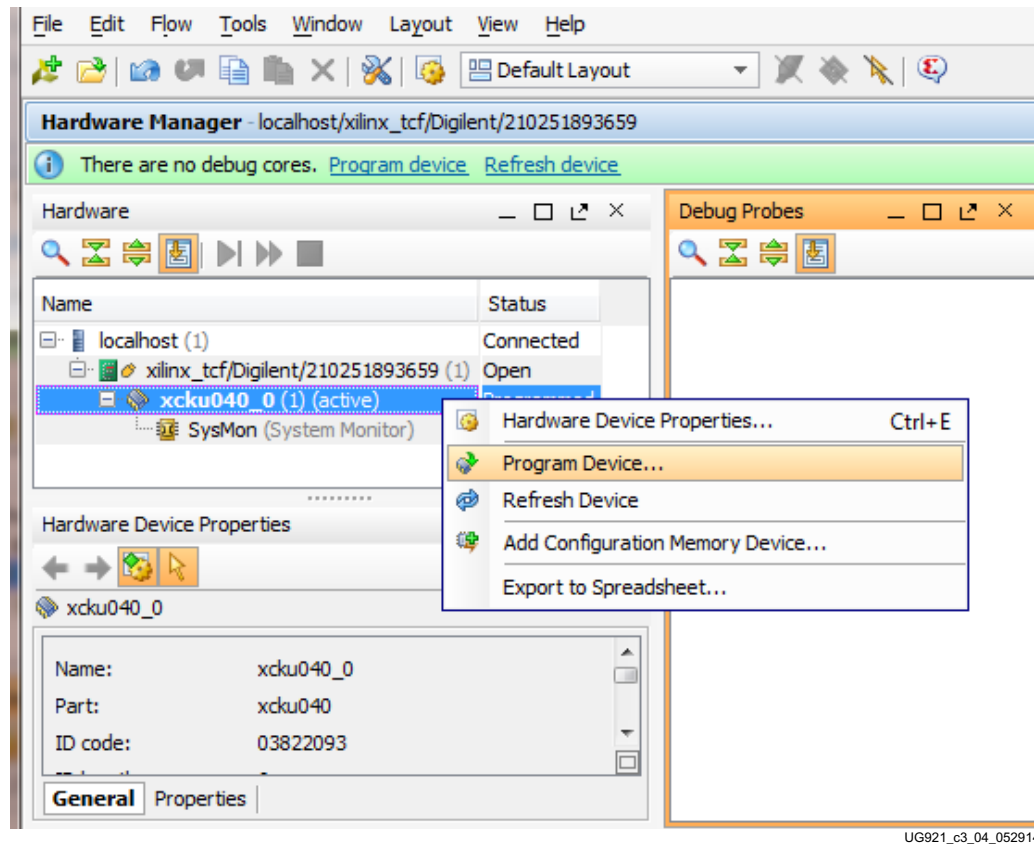 File Edit Flow Tools Window Layout View Help
Default Layout
Hardware Manager - localhost/xilinx_tcf/Digilent/210251893659
There are no debug cores. Program device Refresh device
Hardware
Debug Probes
Name Status
localhost (1) Connected
xilinx_tcf/Digilent/210251893659 (1) Open
xcku040_0 (1) (active)
SysMon (System Monitor)
Hardware Device Properties... Ctrl+E
Program Device...
Refresh Device
Add Configuration Memory Device...
Export to Spreadsheet...
Hardware Device Properties
xcku040_0
Name: xcku040_0
Part: xcku040
ID code: 03822093
General Properties
UG921_c3_04_052914